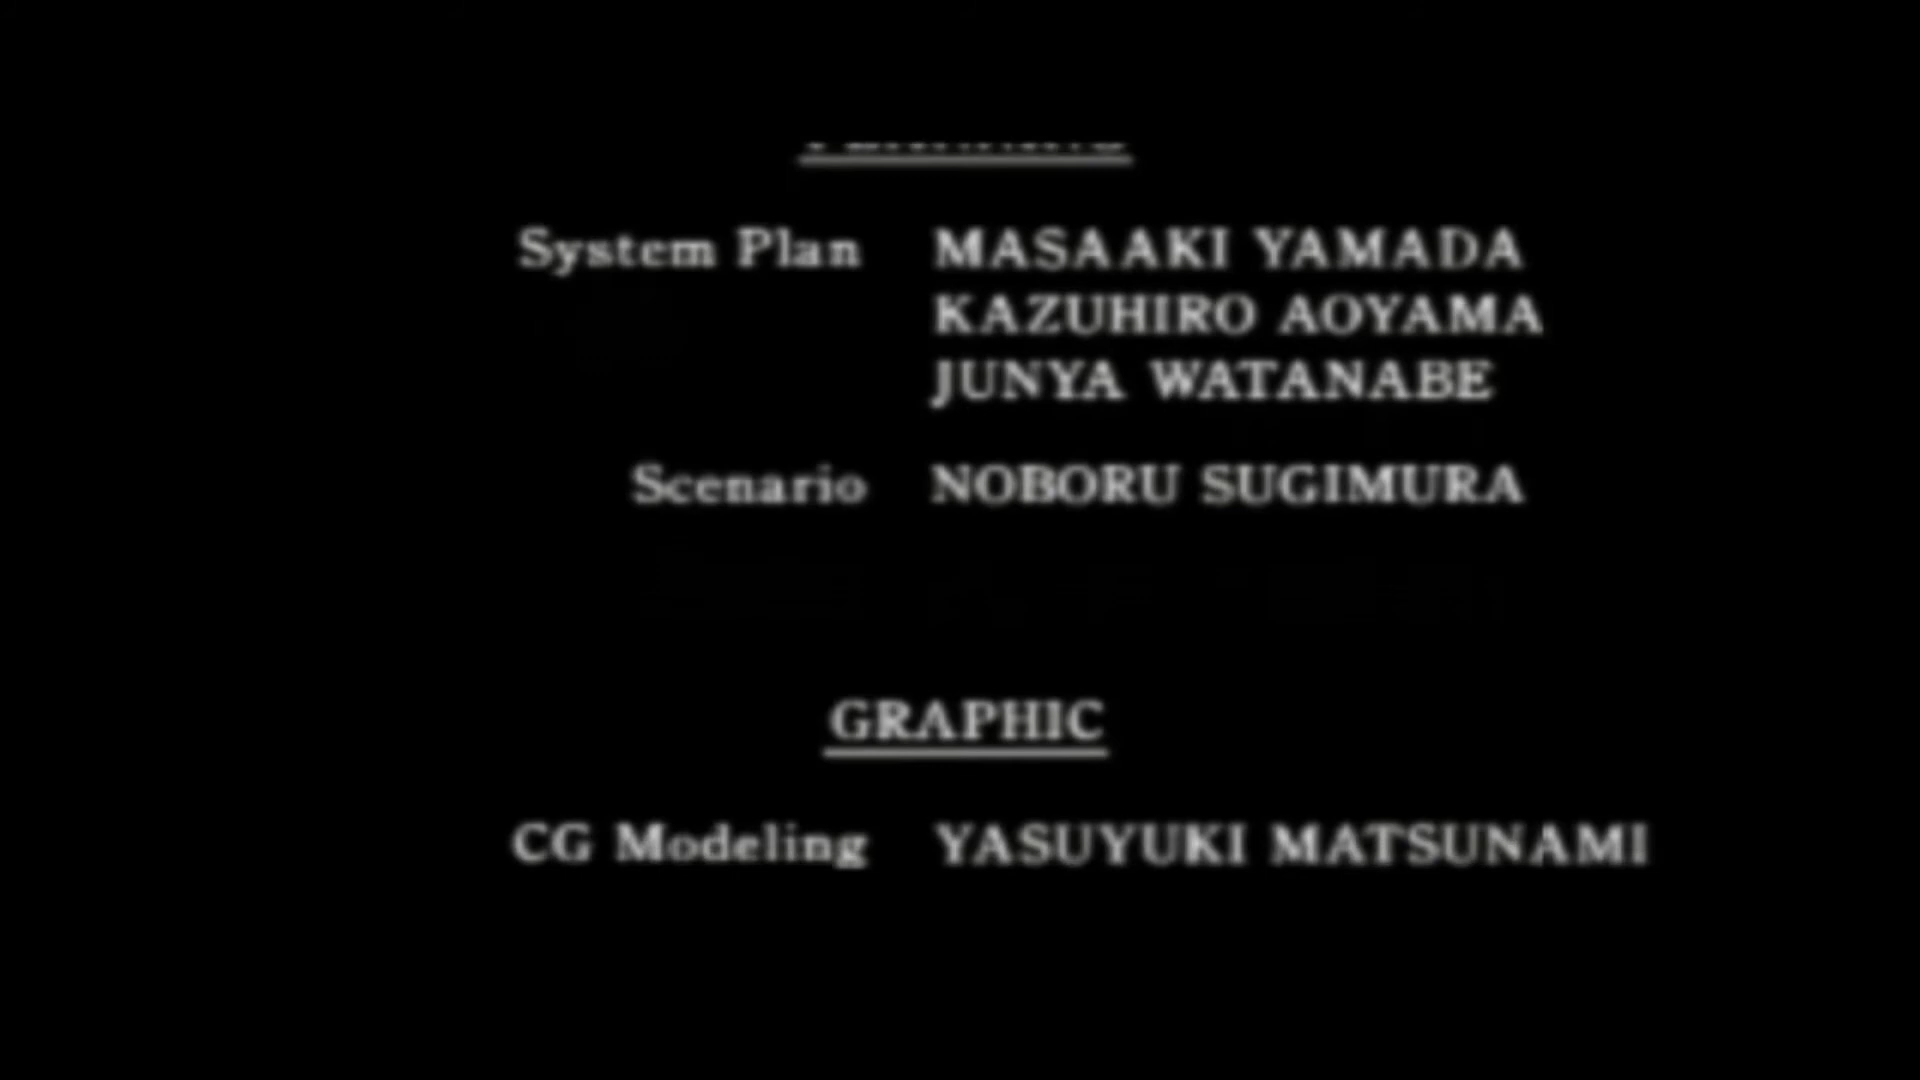 System Plan MASAAKI YAMADA
KAZUHIRO AOYAMA
JUNYA WATANABE
Scenario NOBORU SUGIMURA
GRAPHIC
CG Modeling YASUYUKI MATSUNAMI